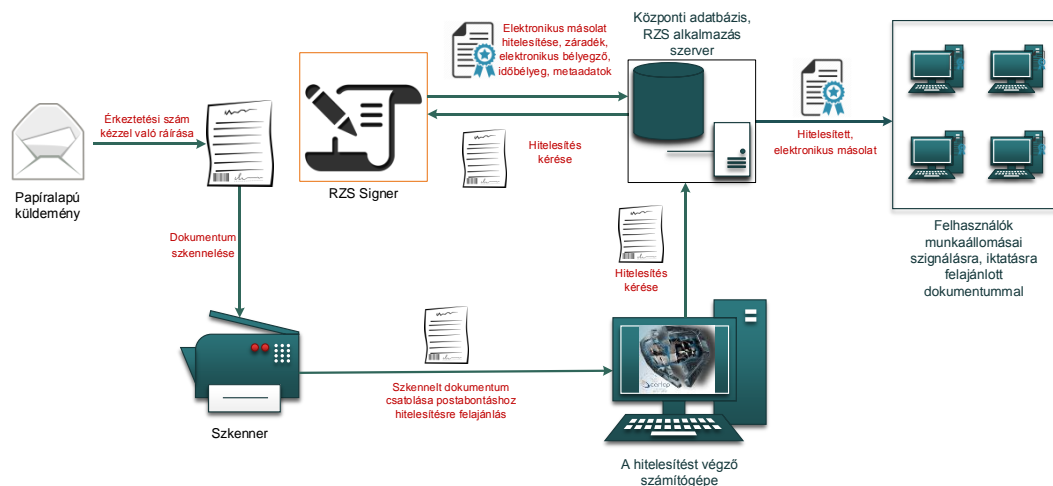 Elektronikus másolat
hitelesítése, záradék,
elektronikus bélyegző,
időbélyeg, metaadatok
Központi adatbázis,
RZS alkalmazás
szerver
Érkeztetési szám
kézzel való ráírása
Hitelesítés
kérése
Hitelesített,
elektronikus másolat
Papíralapú
küldemény
RZS Signer
Felhasználók
munkaállomásai
szignálásra, iktatásra
felajánlott
dokumentummal
Dokumentum
szkennelése
Hitelesítés
kérése
Szkennelt dokumentum
csatolása postabontáshoz
hitelesítésre felajánlás
Szkenner
A hitelesítést végző
számítógépe